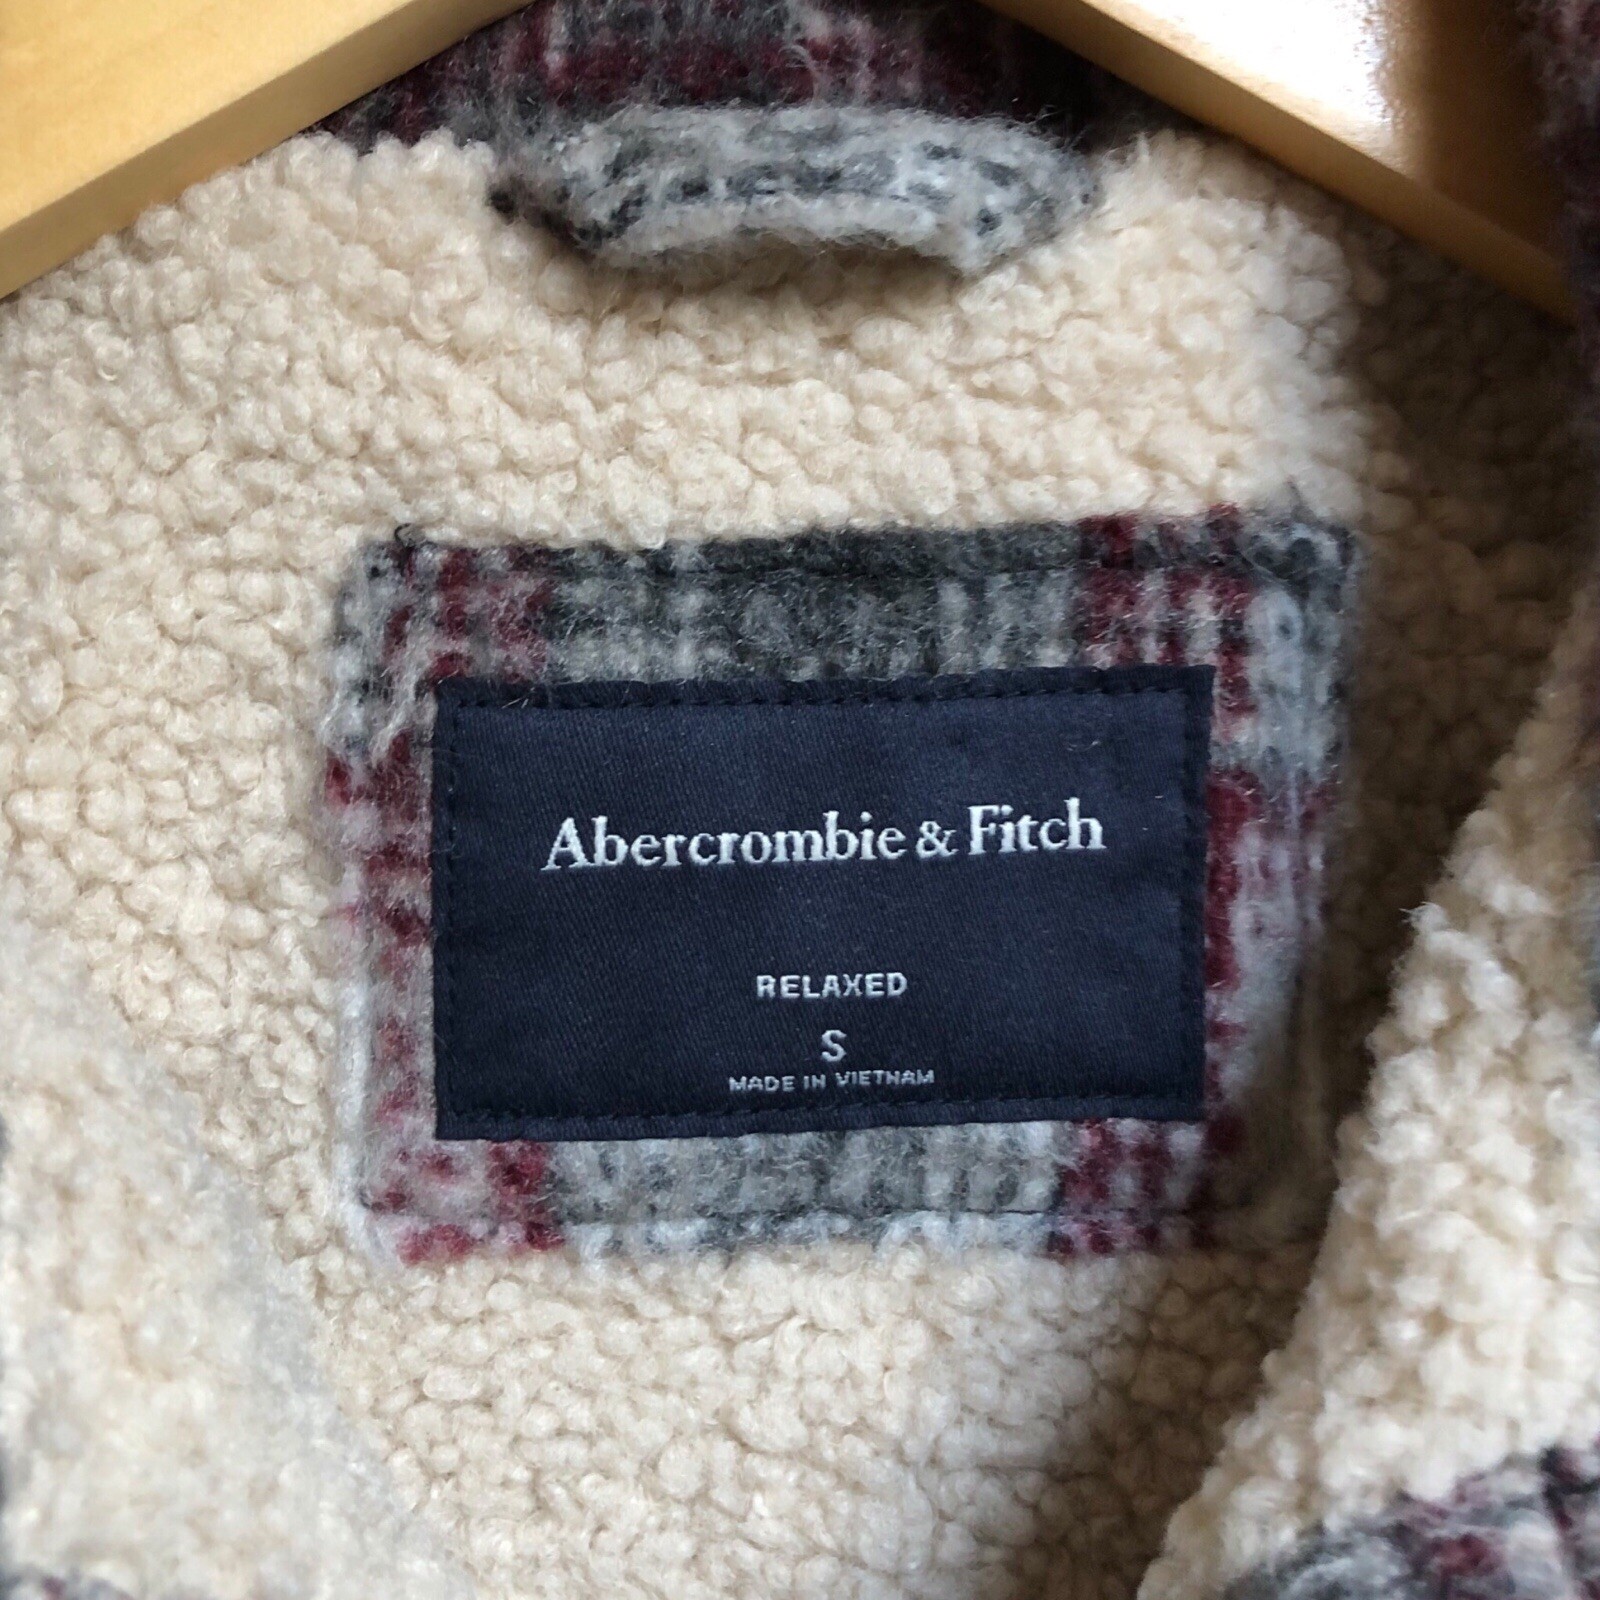 Abercrombie & Fitch
RELAXED
S
MADE IN VIETNAM